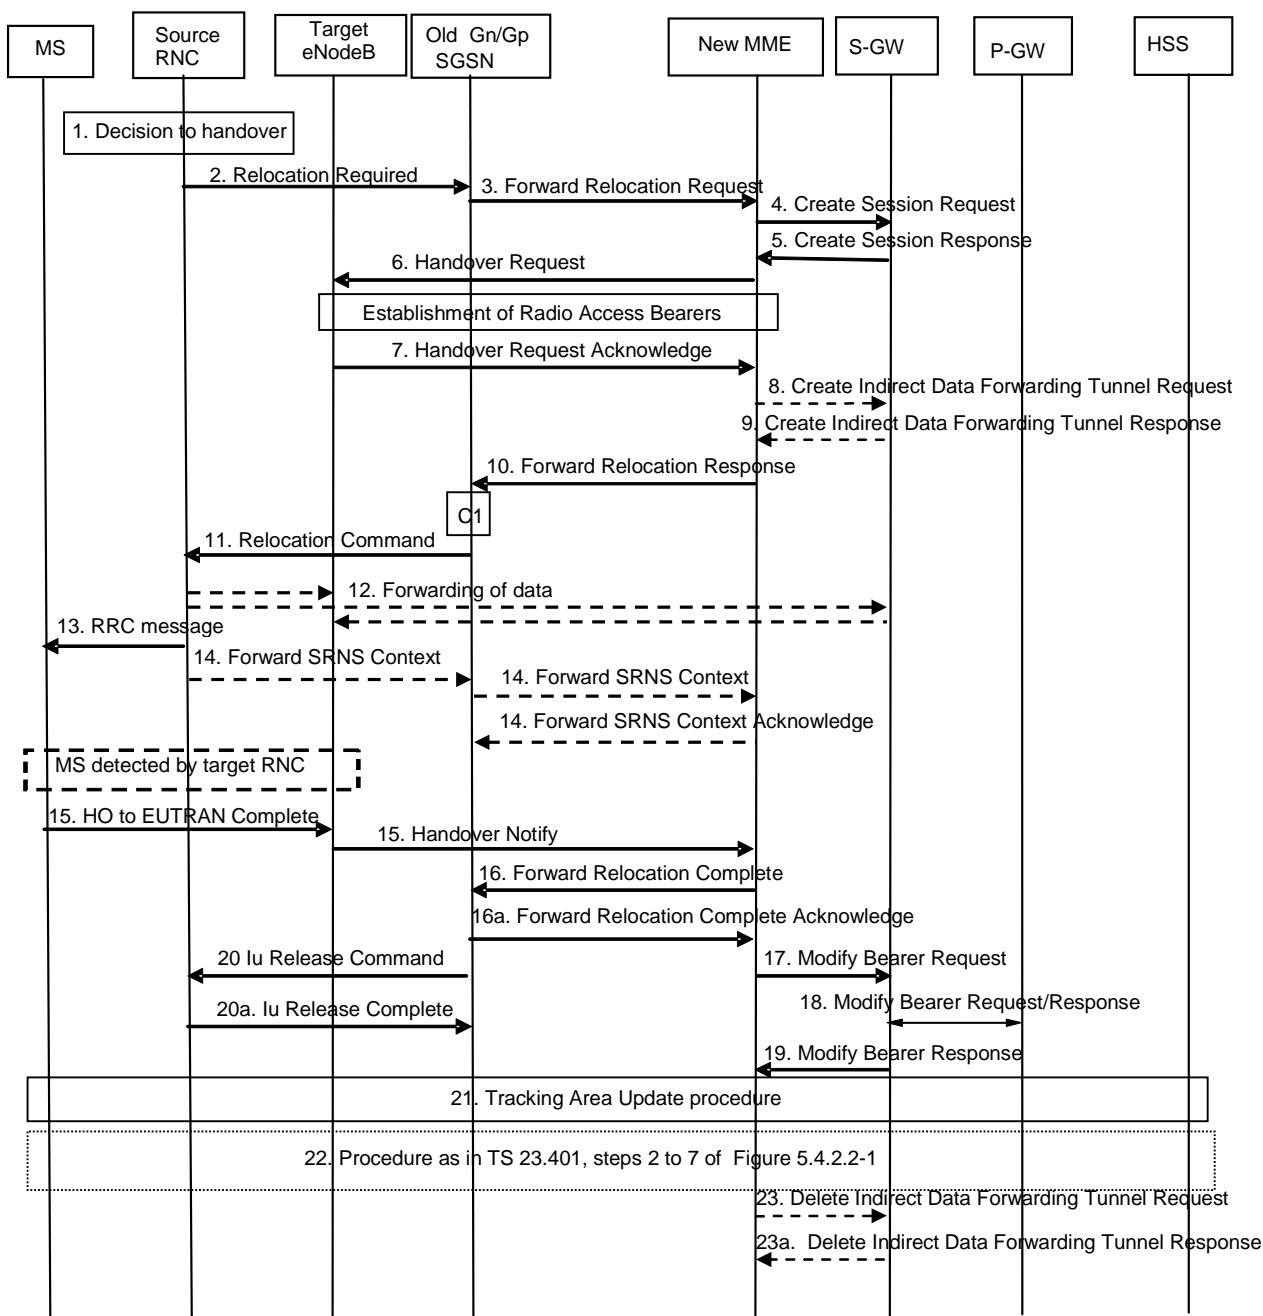 MS
Source
RNC
Target
eNodeB
Old Gn/Gp
SGSN
New MME
S-GW
P-GW
HSS
1. Decision to handover
2. Relocation Required
3. Forward Relocation Request
4. Create Session Request
5. Create Session Response
6. Handover Request
Establishment of Radio Access Bearers
7. Handover Request Acknowledge
8. Create Indirect Data Forwarding Tunnel Request
9. Create Indirect Data Forwarding Tunnel Response
10. Forward Relocation Response
C1
11. Relocation Command
12. Forwarding of data
13. RRC message
14. Forward SRNS Context
14. Forward SRNS Context
14. Forward SRNS Context Acknowledge
MS detected by target RNC
15. HO to EUTRAN Complete
15. Handover Notify
16. Forward Relocation Complete
16a. Forward Relocation Complete Acknowledge
20 Iu Release Command
17. Modify Bearer Request
20a. Iu Release Complete
18. Modify Bearer Request/Response
19. Modify Bearer Response
21. Tracking Area Update procedure
22. Procedure as in TS 23.401, steps 2 to 7 of Figure 5.4.2.2-1
23. Delete Indirect Data Forwarding Tunnel Request
23a. Delete Indirect Data Forwarding Tunnel Response